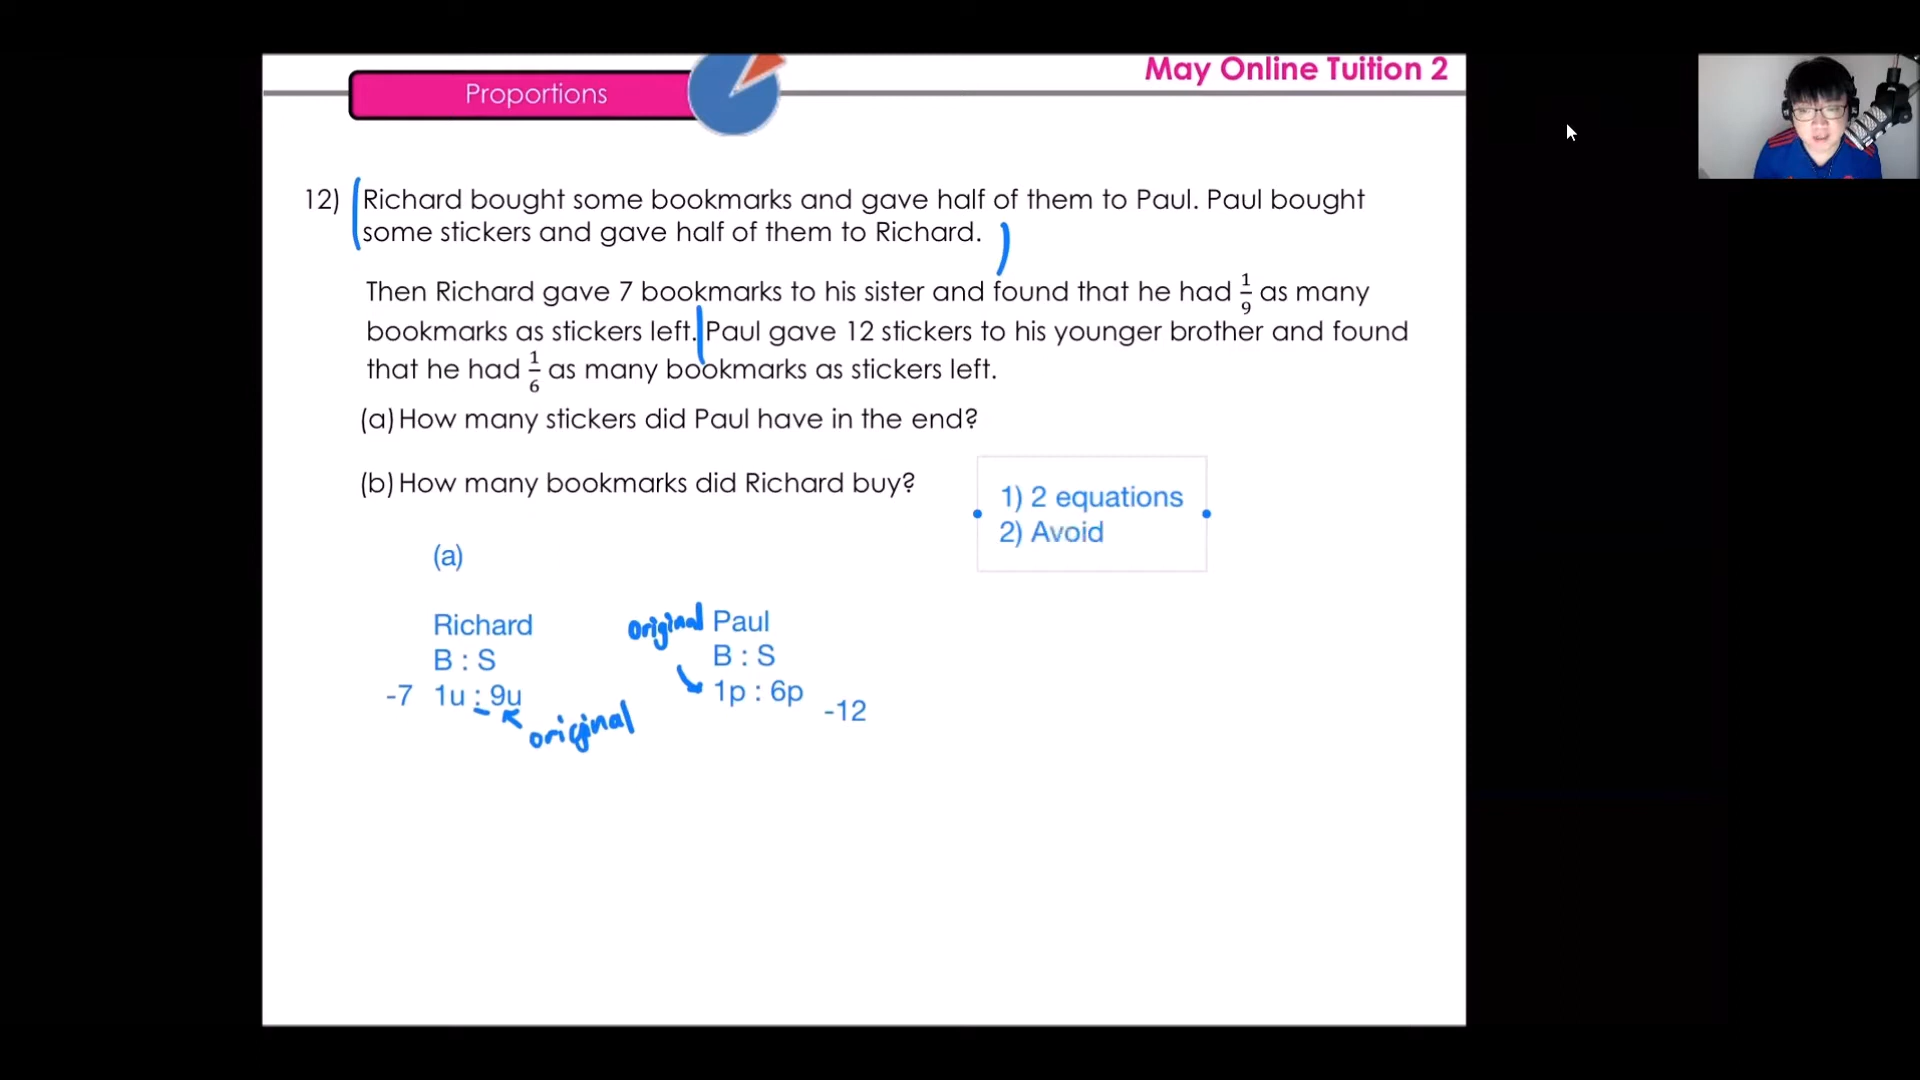 May Online Tuition 2
Proportions
12) Richard bought some bookmarks and gave half of them to Paul. Paul bought
some stickers and gave half of them to Richard.
Then Richard gave 7 bookmarks to his sister and found that he had 1/9 as many
bookmarks as stickers left. Paul gave 12 stickers to his younger brother and found
that he had 1/6 as many bookmarks as stickers left.
(a) How many stickers did Paul have in the end?
(b) How many bookmarks did Richard buy?
1) 2 equations
2) Avoid
(a)
Richard
B : S
-7 1u : 9u
original
original Paul
B : S
1p : 6p
-12